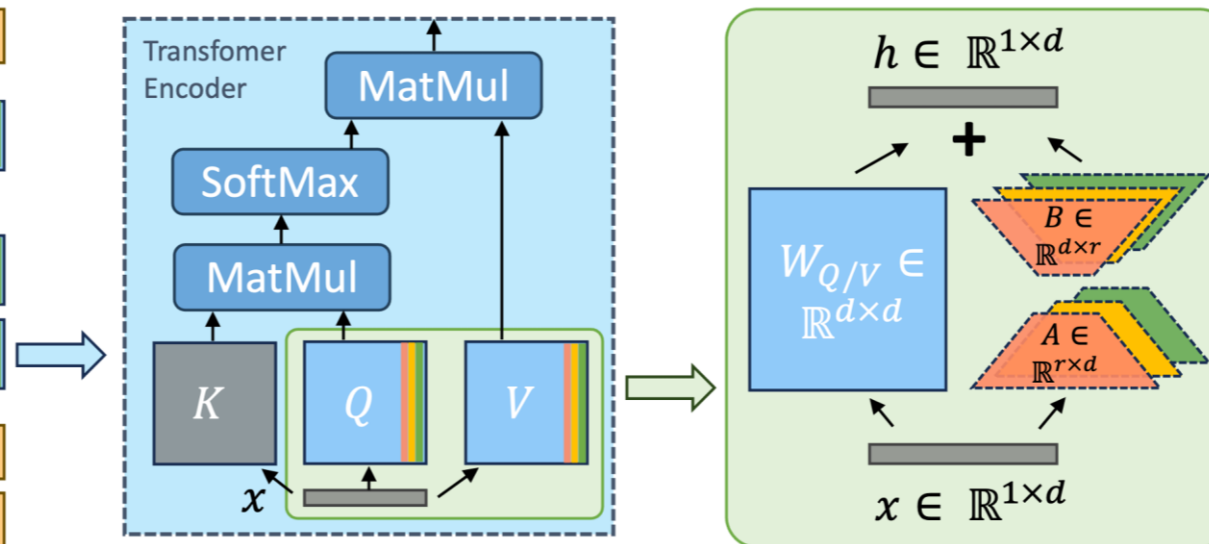 Transfomer
Encoder
MatMul
SoftMax
MatMul
K
Q
V
x
h ∈ ℝ^{1×d}
+
W_{Q/V} ∈
ℝ^{d×d}
B ∈
ℝ^{d×r}
A ∈
ℝ^{r×d}
x ∈ ℝ^{1×d}